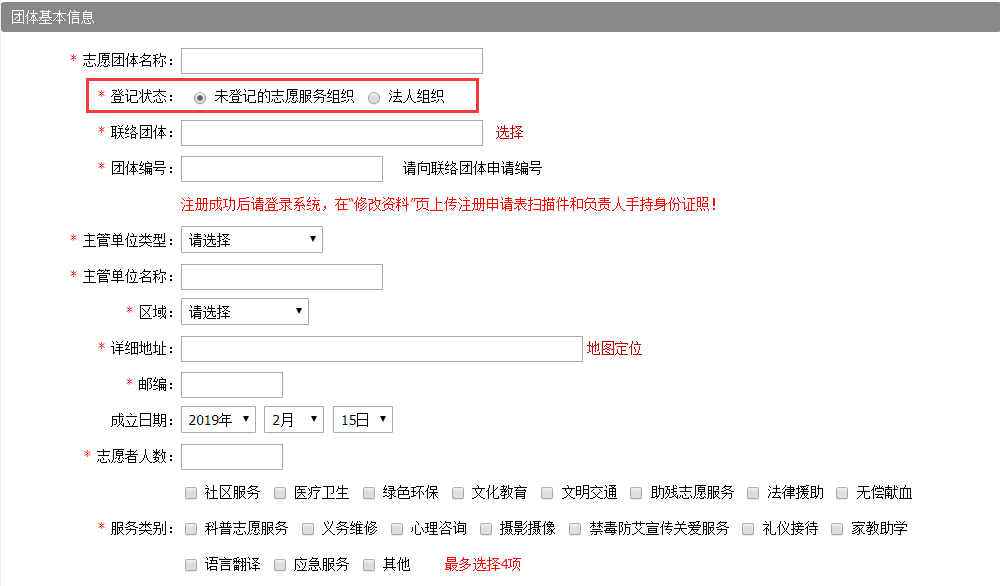 团体基本信息
* 志愿团体名称：
* 登记状态： 未登记的志愿服务组织 法人组织
* 联络团体： 选择
* 团体编号： 请向联络团体申请编号
注册成功后请登录系统，在“修改资料”页上传注册申请表扫描件和负责人手持身份证照！
* 主管单位类型： 请选择
* 主管单位名称：
* 区域： 请选择
* 详细地址： 地图定位
* 邮编：
成立日期： 2019年 2月 15日
* 志愿者人数：
社区服务 医疗卫生 绿色环保 文化教育 文明交通 助残志愿服务 法律援助 无偿献血
* 服务类别： 科普志愿服务 义务维修 心理咨询 摄影摄像 禁毒防艾宣传关爱服务 礼仪接待 家教助学
语言翻译 应急服务 其他 最多选择4项